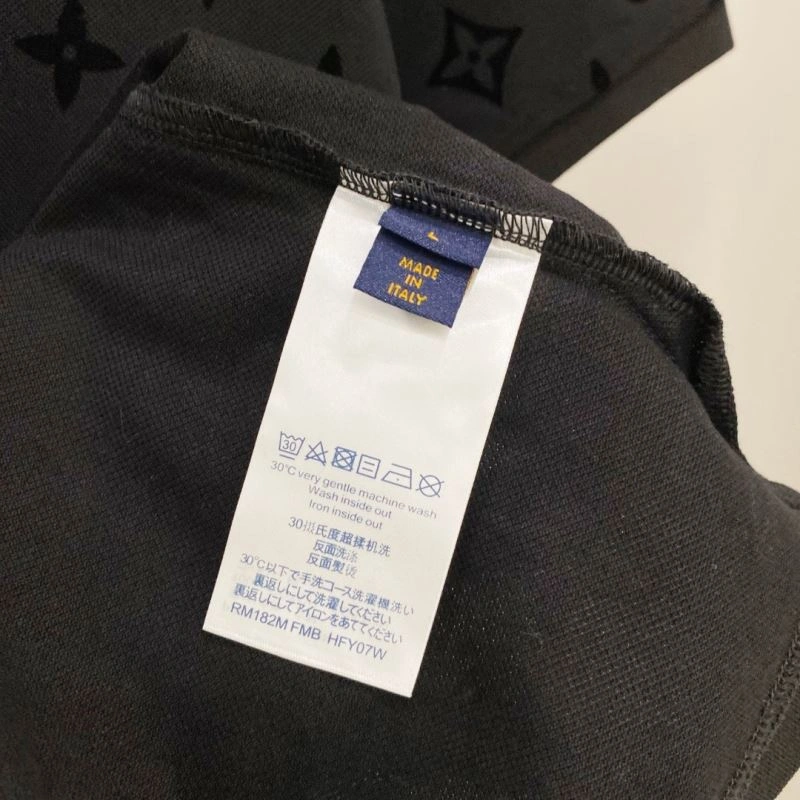 L
MADE
IN
ITALY
30
30°C very gentle machine wash
Wash inside out
Iron inside out
30摄氏度超揉机洗
反面洗涤
反面熨烫
30℃以下で手洗コース洗濯機洗い
裏返しにして洗濯してください
裏返しにしてアイロンをあててください
RM182M FMB HFY07W